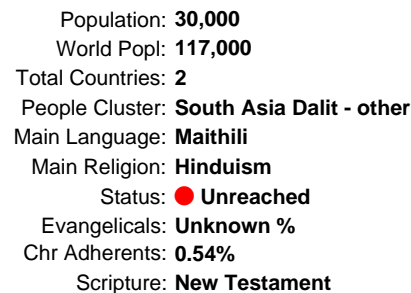 Population: 30,000
World Popl: 117,000
Total Countries: 2
People Cluster: South Asia Dalit - other
Main Language: Maithili
Main Religion: Hinduism
Status: Unreached
Evangelicals: Unknown %
Chr Adherents: 0.54%
Scripture: New Testament